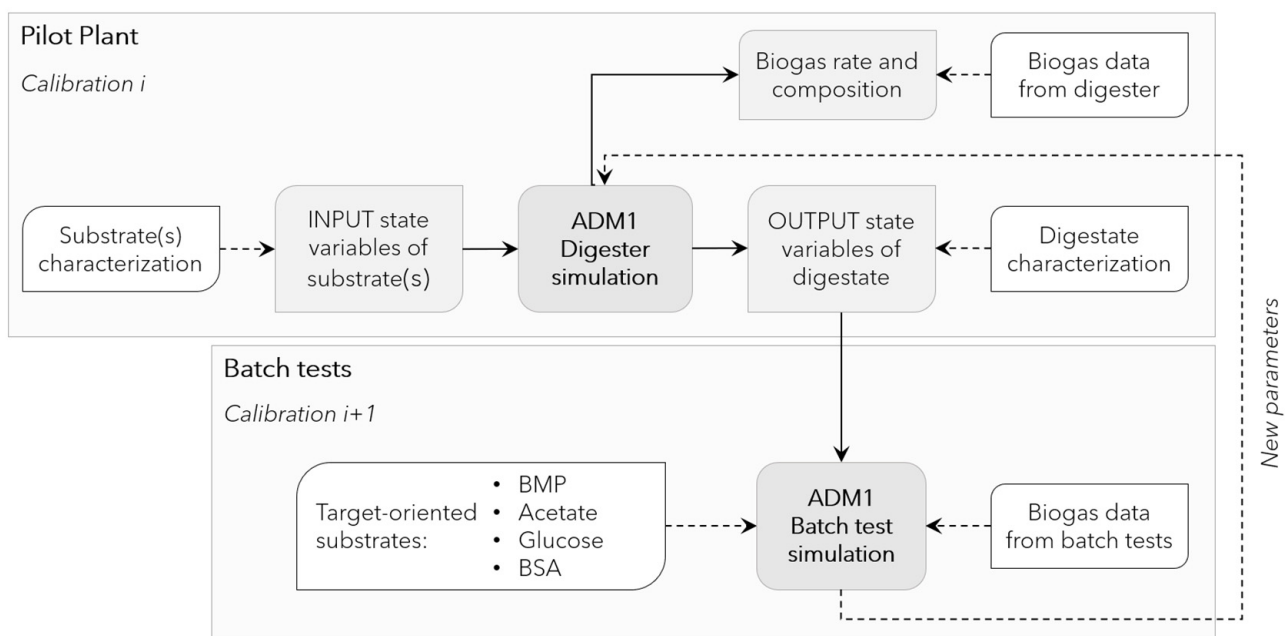 Pilot Plant
Calibration i
Biogas rate and
composition
Biogas data
from digester
Substrate(s)
characterization
INPUT state
variables of
substrate(s)
ADM1
Digester
simulation
OUTPUT state
variables of
digestate
Digestate
characterization
New parameters
Batch tests
Calibration i+1
Target-oriented
substrates:
• BMP
• Acetate
• Glucose
• BSA
ADM1
Batch test
simulation
Biogas data
from batch tests